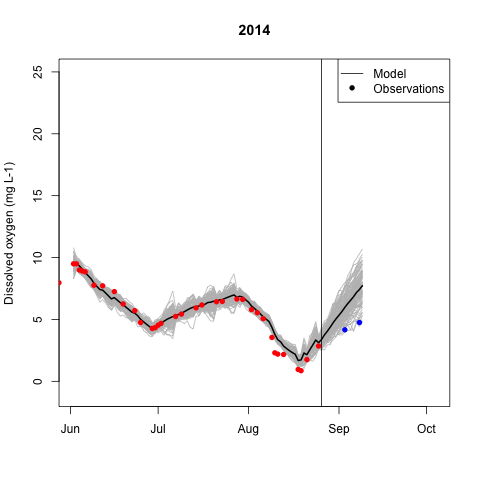 2014
Dissolved oxygen (mg L-1)
25
20
15
10
5
0
Model
Observations
Jun
Jul
Aug
Sep
Oct